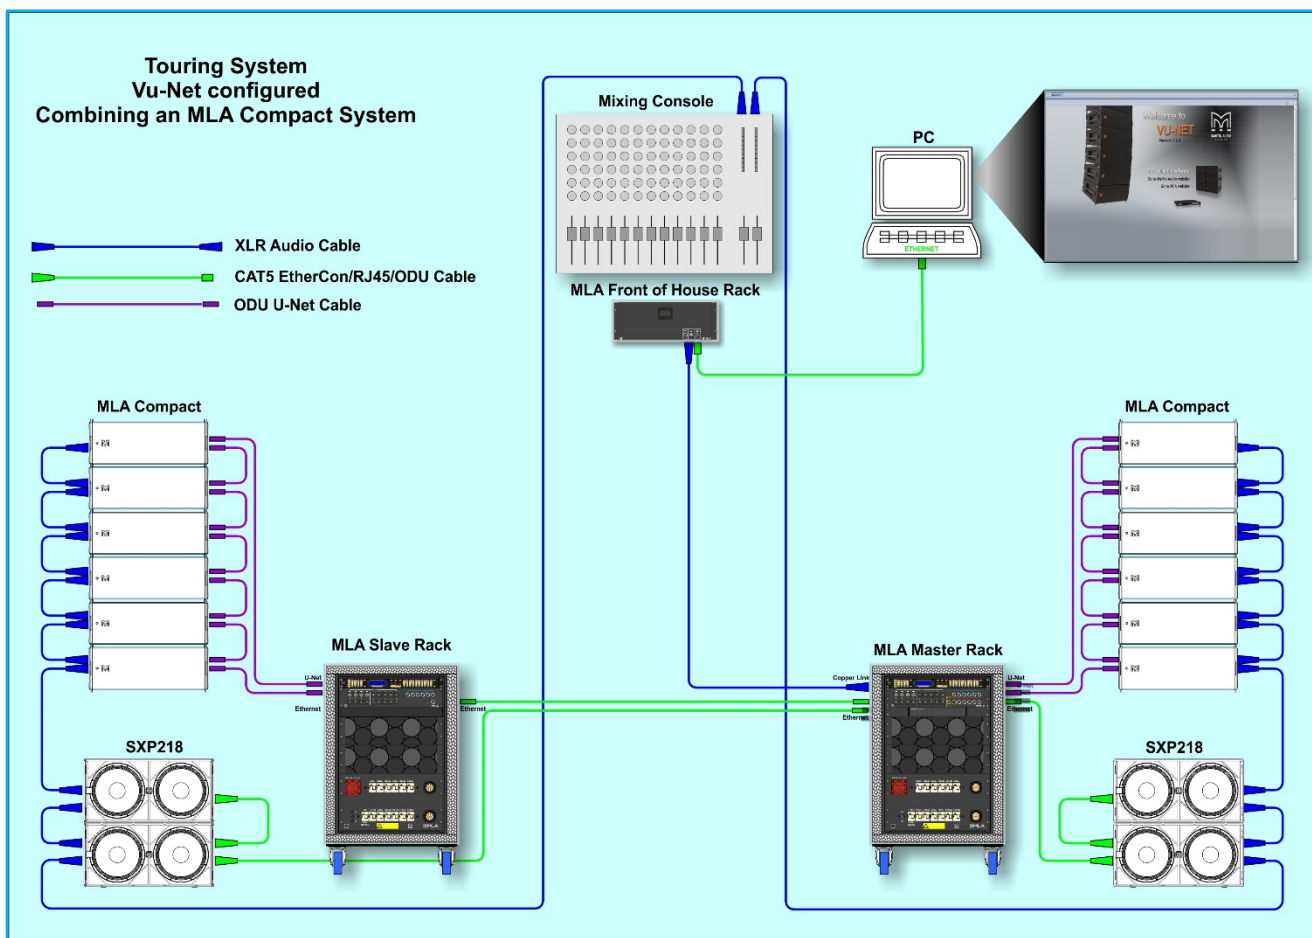 Touring System
Vu-Net configured
Combining an MLA Compact System
Mixing Console
PC
Welcome to
VU-NET
XLR Audio Cable
CAT5 EtherCon/RJ45/ODU Cable
ODU U-Net Cable
ETHERNET
MLA Front of House Rack
MLA Compact
MLA Compact
MLA Slave Rack
MLA Master Rack
U-Net
Copper Link
U-Net
Ethernet
Ethernet
Ethernet
SXP218
SXP218